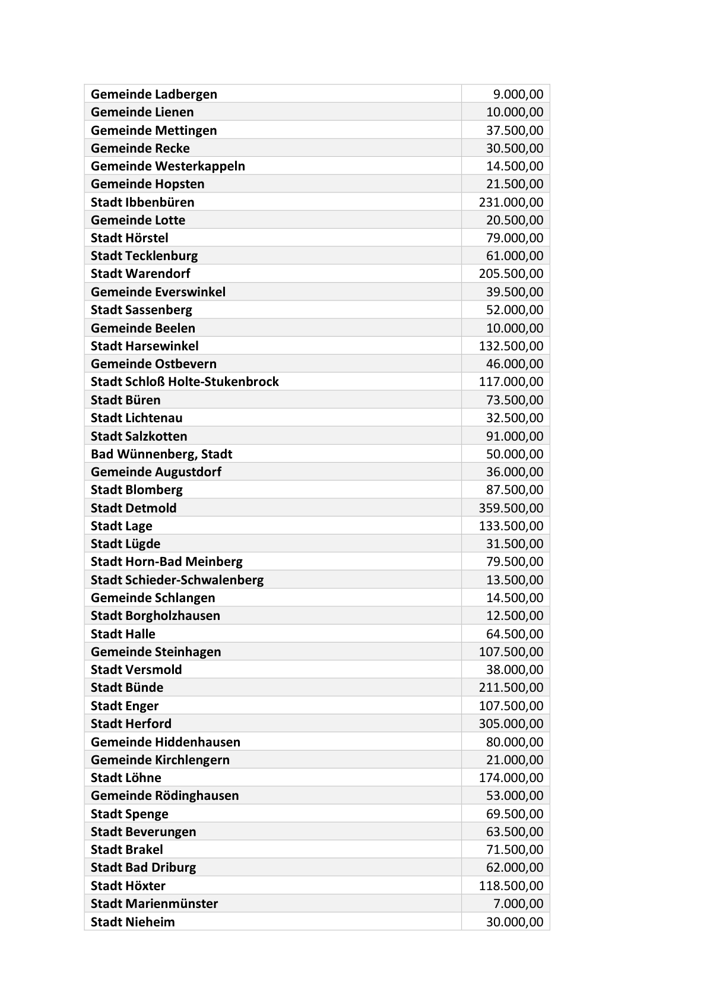 Gemeinde Ladbergen 9.000,00
Gemeinde Lienen 10.000,00
Gemeinde Mettingen 37.500,00
Gemeinde Recke 30.500,00
Gemeinde Westerkappeln 14.500,00
Gemeinde Hopsten 21.500,00
Stadt Ibbenbüren 231.000,00
Gemeinde Lotte 20.500,00
Stadt Hörstel 79.000,00
Stadt Tecklenburg 61.000,00
Stadt Warendorf 205.500,00
Gemeinde Everswinkel 39.500,00
Stadt Sassenberg 52.000,00
Gemeinde Beelen 10.000,00
Stadt Harsewinkel 132.500,00
Gemeinde Ostbevern 46.000,00
Stadt Schloß Holte-Stukenbrock 117.000,00
Stadt Büren 73.500,00
Stadt Lichtenau 32.500,00
Stadt Salzkotten 91.000,00
Bad Wünnenberg, Stadt 50.000,00
Gemeinde Augustdorf 36.000,00
Stadt Blomberg 87.500,00
Stadt Detmold 359.500,00
Stadt Lage 133.500,00
Stadt Lügde 31.500,00
Stadt Horn-Bad Meinberg 79.500,00
Stadt Schieder-Schwalenberg 13.500,00
Gemeinde Schlangen 14.500,00
Stadt Borgholzhausen 12.500,00
Stadt Halle 64.500,00
Gemeinde Steinhagen 107.500,00
Stadt Versmold 38.000,00
Stadt Bünde 211.500,00
Stadt Enger 107.500,00
Stadt Herford 305.000,00
Gemeinde Hiddenhausen 80.000,00
Gemeinde Kirchlengern 21.000,00
Stadt Löhne 174.000,00
Gemeinde Rödinghausen 53.000,00
Stadt Spenge 69.500,00
Stadt Beverungen 63.500,00
Stadt Brakel 71.500,00
Stadt Bad Driburg 62.000,00
Stadt Höxter 118.500,00
Stadt Marienmünster 7.000,00
Stadt Nieheim 30.000,00